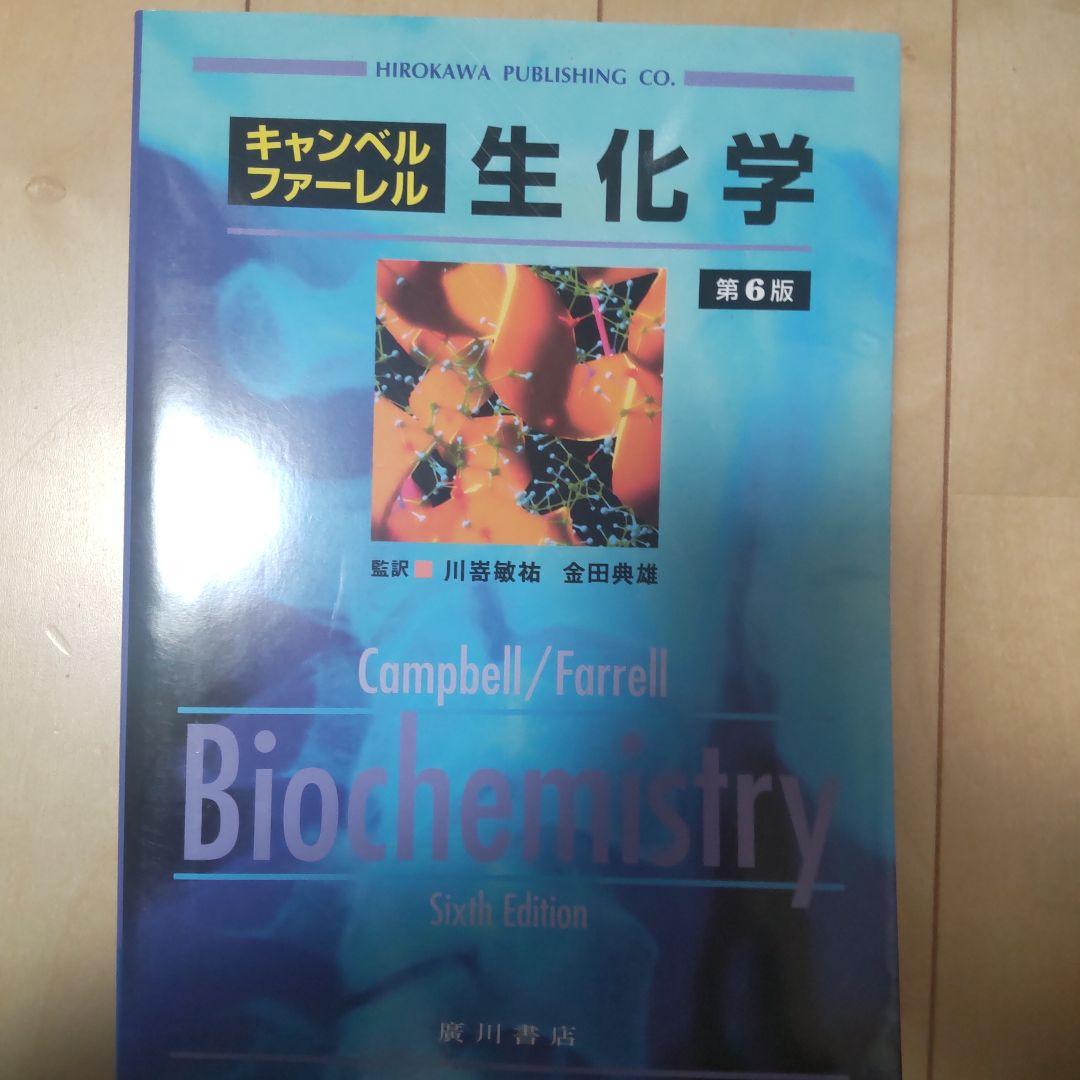 HIROKAWA PUBLISHING CO.
キャンベル
ファーレル
生化学
第6版
監訳 ■ 川嵜敏祐 金田典雄
Campbell/Farrell
Biochemistry
Sixth Edition
廣川書店